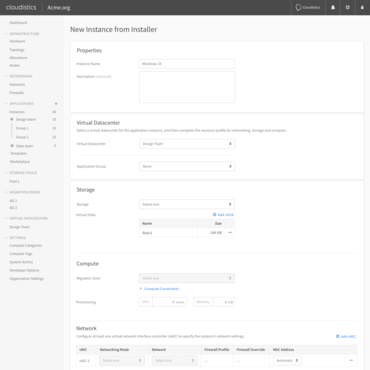 cloudistics
Acme.org
Cloudistics
Dashboard
INFRASTRUCTURE
Hardware
Topology
Allocations
Nodes
NETWORKING
Networks
Firewalls
APPLICATIONS
Instances
Design team
Group 1
Group 2
Sales team
Templates
Marketplace
STORAGE POOLS
Pool 1
MIGRATION ZONES
MZ 1
MZ 2
VIRTUAL DATACENTERS
Design Team
SETTINGS
Compute Categories
Compute Tags
System Activity
Developer Options
Organization Settings
New Instance from Installer
Properties
Instance Name
Windows 10
Description (optional)
Virtual Datacenter
Select a virtual datacenter for the application instance, and then complete the resource profile for networking, storage and compute.
Virtual Datacenter
Design Team
Application Group
None
Storage
Storage
Select one
Virtual Disks
Add vDisk
Name
Size
Disk 0
100 GB
Compute
Migration Zone
Select one
Compute Constraints
Provisioning
CPU
4 cores
Memory
8 GB
Network
Configure at least one virtual network interface controller (vNIC) to specify the instance's network settings.
Add vNIC
vNIC
Networking Mode
Network
Firewall Profile
Firewall Override
MAC Address
vNIC 0
Select one
Select one
—
—
Automatic